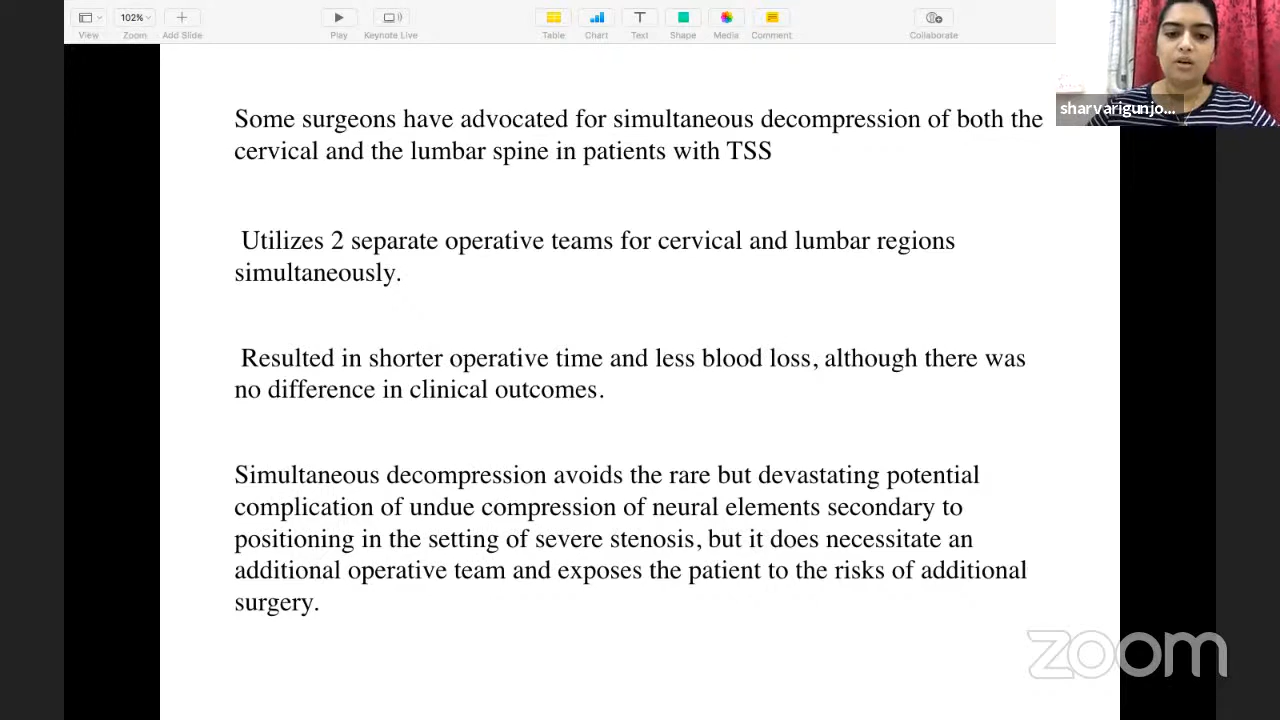 102%
View
Zoom
Add Slide
Play
Keynote Live
Table
Chart
Text
Shape
Media
Comment
Collaborate
T
sharvarigunjo...
Some surgeons have advocated for simultaneous decompression of both the
cervical and the lumbar spine in patients with TSS
Utilizes 2 separate operative teams for cervical and lumbar regions
simultaneously.
Resulted in shorter operative time and less blood loss, although there was
no difference in clinical outcomes.
Simultaneous decompression avoids the rare but devastating potential
complication of undue compression of neural elements secondary to
positioning in the setting of severe stenosis, but it does necessitate an
additional operative team and exposes the patient to the risks of additional
surgery.
zoom